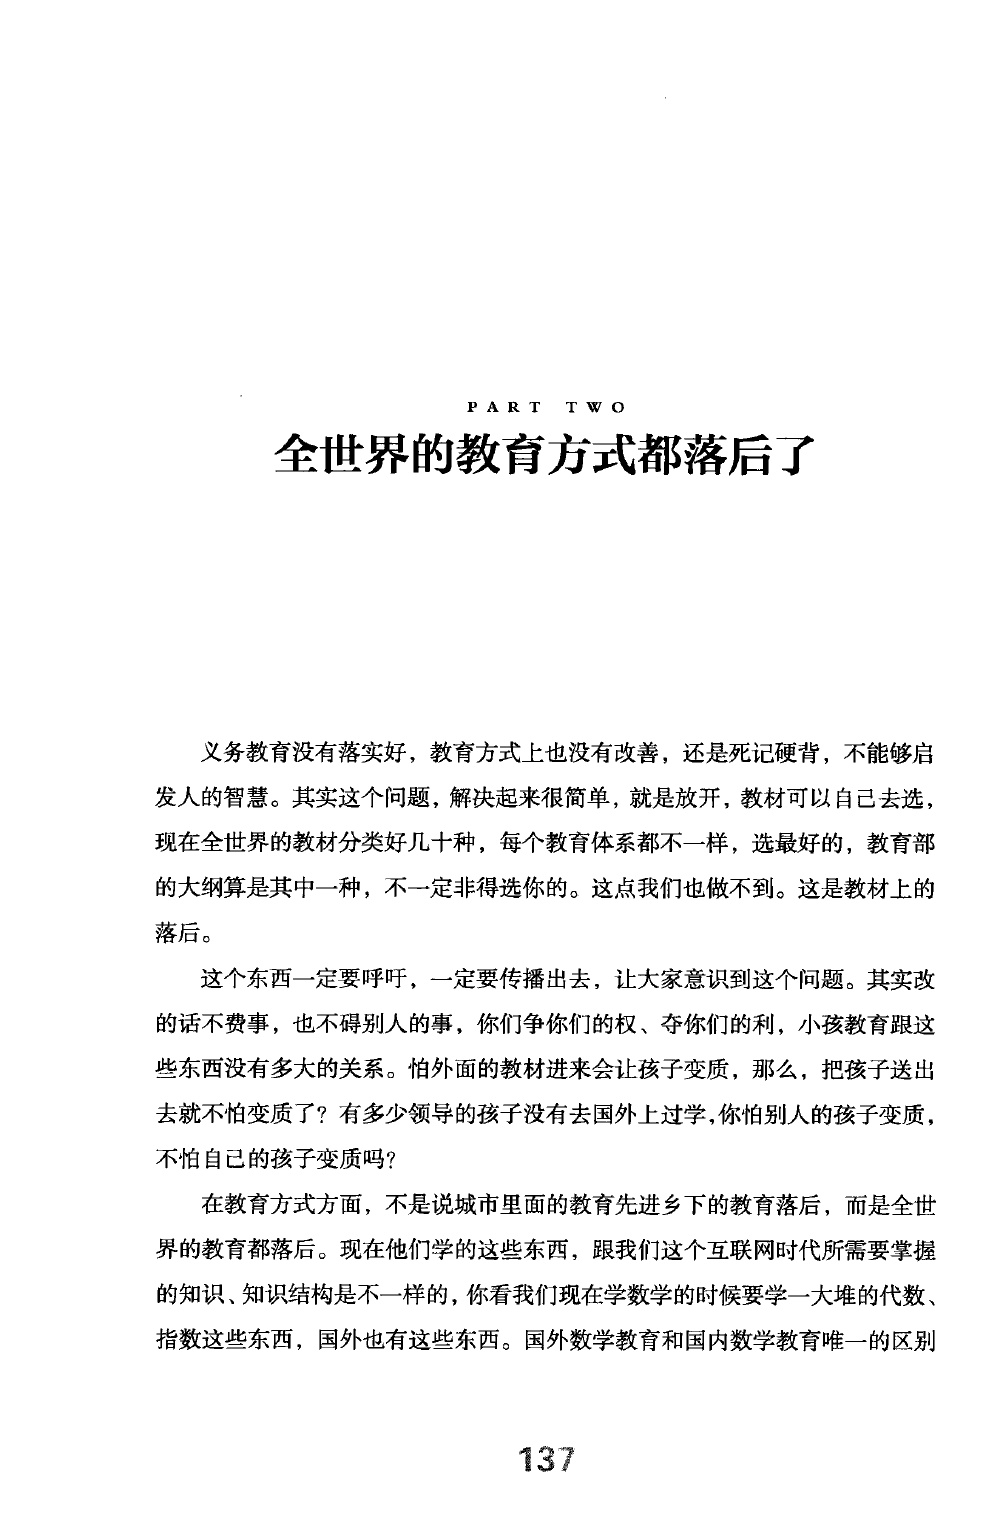 PART TWO
全世界的教育方式都落后了
义务教育没有落实好，教育方式上也没有改善，还是死记硬背，不能够启
发人的智慧。其实这个问题，解决起来很简单，就是放开，教材可以自己去选，
现在全世界的教材分类好几十种，每个教育体系都不一样，选最好的，教育部
的大纲算是其中一种，不一定非得选你的。这点我们也做不到。这是教材上的
落后。
这个东西一定要呼吁，一定要传播出去，让大家意识到这个问题。其实改
的话不费事，也不碍别人的事，你们争你们的权、夺你们的利，小孩教育跟这
些东西没有多大的关系。怕外面的教材进来会让孩子变质，那么，把孩子送出
去就不怕变质了？有多少领导的孩子没有去国外上过学，你怕别人的孩子变质，
不怕自己的孩子变质吗？
在教育方式方面，不是说城市里面的教育先进乡下的教育落后，而是全世
界的教育都落后。现在他们学的这些东西，跟我们这个互联网时代所需要掌握
的知识、知识结构是不一样的，你看我们现在学数学的时候要学一大堆的代数、
指数这些东西，国外也有这些东西。国外数学教育和国内数学教育唯一的区别
137